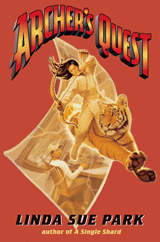 ARCHER'S QUEST
LINDA SUE PARK
author of A Single Shard